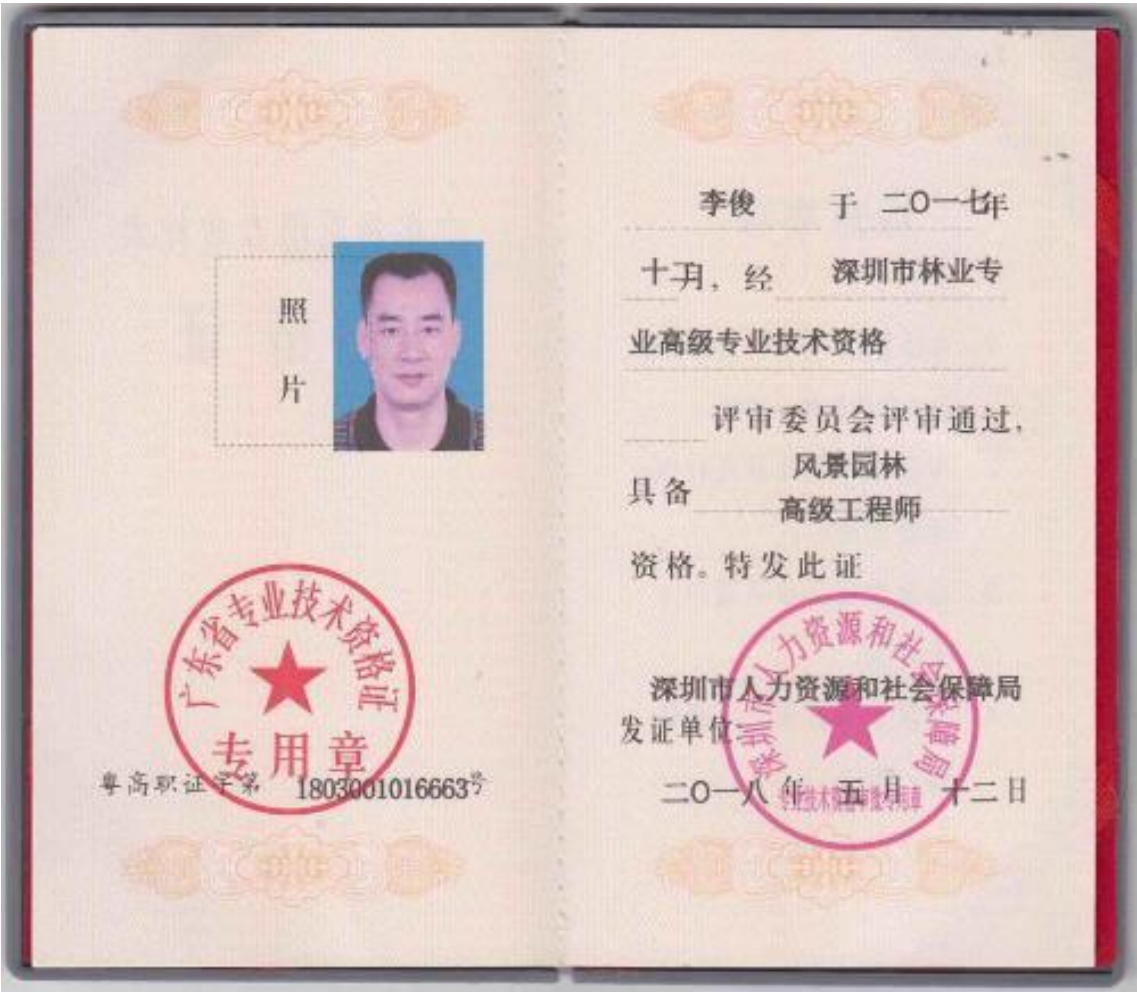 照
片
广东省专业技术资格证
专用章
粤高职证字第 1803001016663号
李俊 于 二〇一七年
月，经 深圳市林业专
业高级专业技术资格
评审委员会评审通过，
具备 风景园林
高级工程师
资格。特发此证
深圳市人力资源和社会保障局
深圳市人力资源和社会保障局
发证单位：
二〇一八年 五月 十二日